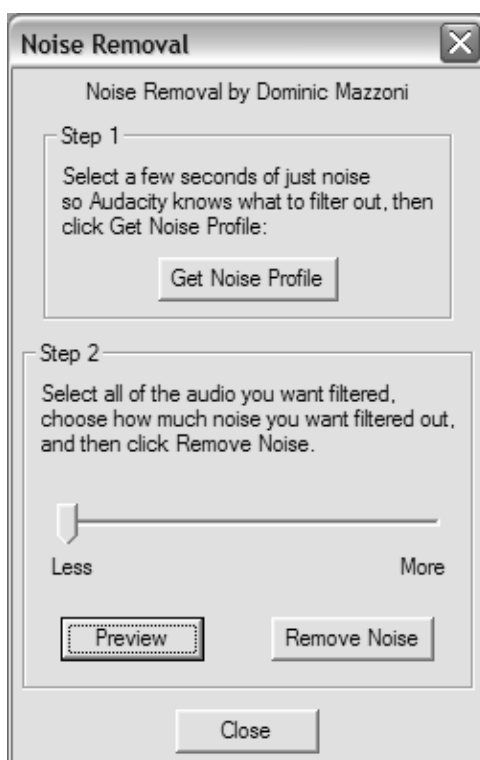 Noise Removal
Noise Removal by Dominic Mazzoni
Step 1
Select a few seconds of just noise
so Audacity knows what to filter out, then
click Get Noise Profile:
Get Noise Profile
Step 2
Select all of the audio you want filtered,
choose how much noise you want filtered out,
and then click Remove Noise.
Less More
Preview Remove Noise
Close